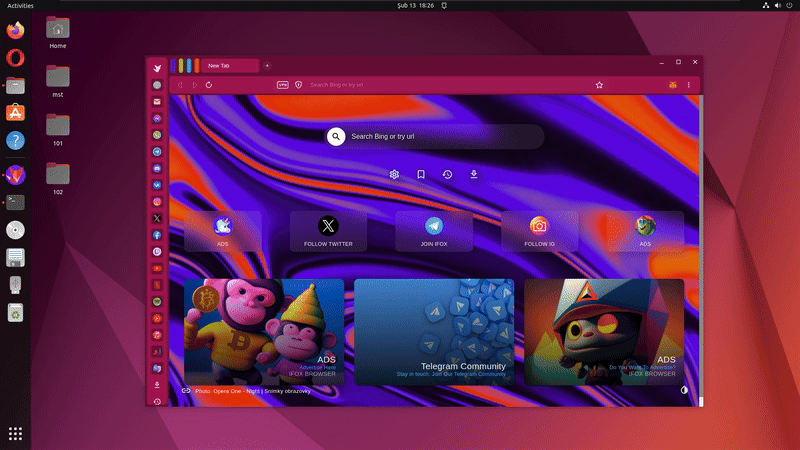 Activities
Şub 13 18:26
Home
mst
101
102
New Tab
VPN
Search Bing or try url
Search Bing or try url
ADS
FOLLOW TWITTER
JOIN IFOX
FOLLOW IG
ADS
ADS
Advertise Here
IFOX BROWSER
Telegram Community
Stay in touch. Join Our Telegram Community
ADS
Do You Want To Advertise?
IFOX BROWSER
Photo: Opera One - Night | Snímky obrazovky